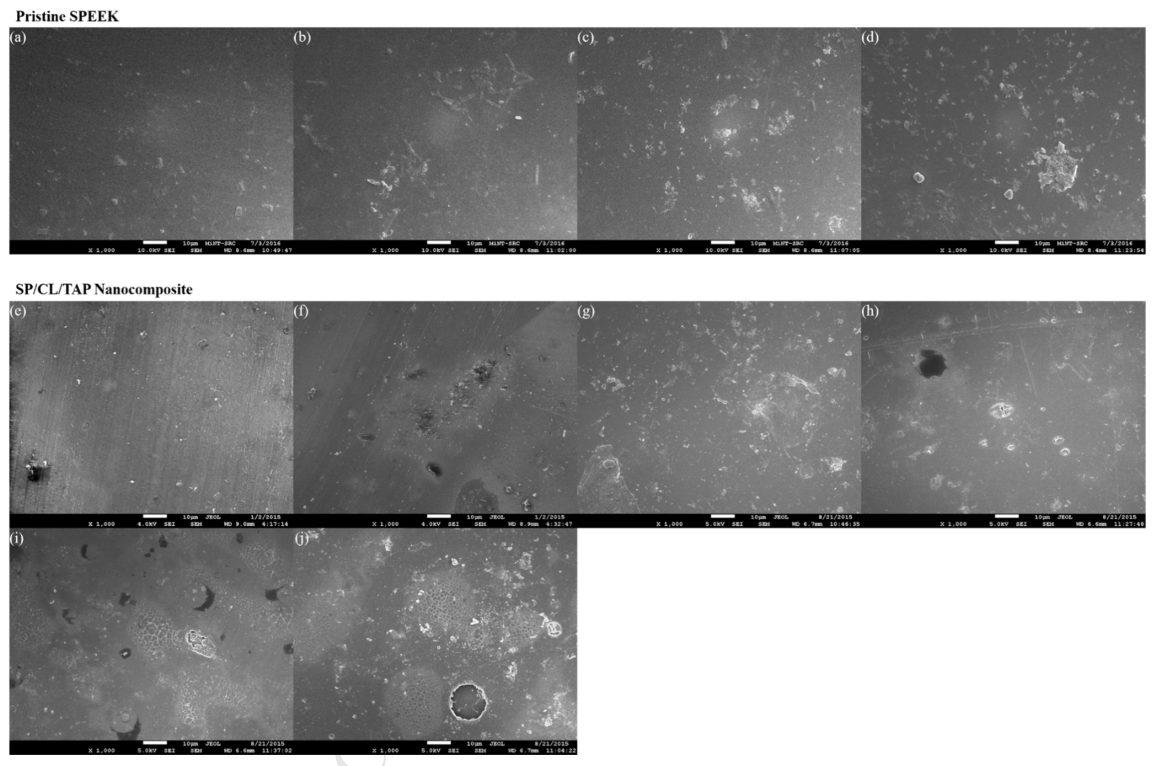 Pristine SPEEK
(a) (b) (c) (d)
10µm MiNT-SRC 7/3/2016
X 1,000 10.0kV SEI SEM WD 8.6mm 10:49:47
10µm MiNT-SRC 7/3/2016
X 1,000 10.0kV SEI SEM WD 8.6mm 11:02:00
10µm MiNT-SRC 7/3/2016
X 1,000 10.0kV SEI SEM WD 8.6mm 11:07:05
10µm MiNT-SRC 7/3/2016
X 1,000 10.0kV SEI SEM WD 8.4mm 11:23:54
SP/CL/TAP Nanocomposite
(e) (f) (g) (h)
10µm JEOL 1/2/2015
X 1,000 4.0kV SEI SEM WD 9.0mm 4:17:14
10µm JEOL 1/2/2015
X 1,000 4.0kV SEI SEM WD 8.9mm 4:32:47
10µm JEOL 8/21/2015
X 1,000 5.0kV SEI SEM WD 6.7mm 10:46:35
10µm JEOL 8/21/2015
X 1,000 5.0kV SEI SEM WD 6.6mm 11:27:48
(i) (j)
10µm JEOL 8/21/2015
X 1,000 5.0kV SEI SEM WD 6.6mm 11:37:02
10µm JEOL 8/21/2015
X 1,000 5.0kV SEI SEM WD 6.7mm 11:04:22